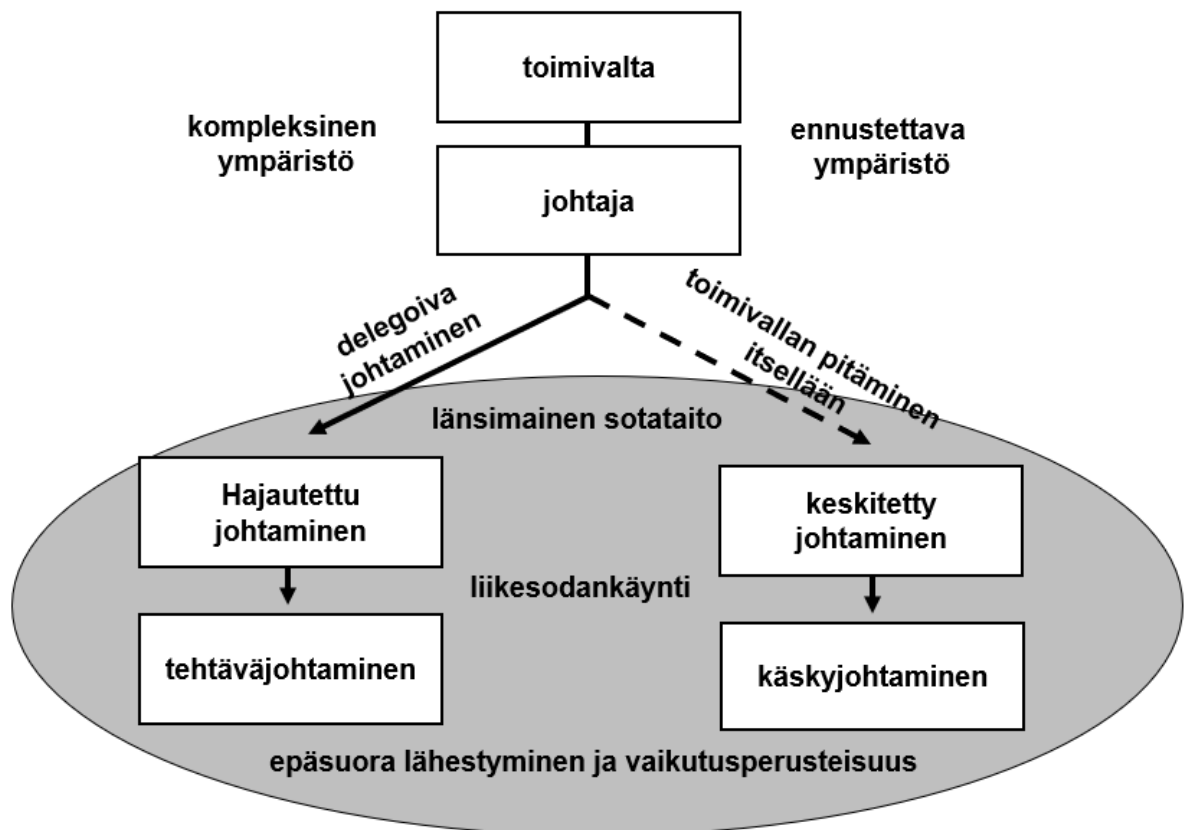 toimivalta
kompleksinen
ympäristö
ennustettava
ympäristö
johtaja
delegoiva
johtaminen
toimivallan pitäminen
itsellään
länsimainen sotataito
Hajautettu
johtaminen
keskitetty
johtaminen
liikesodankäynti
tehtäväjohtaminen
käskyjohtaminen
epäsuora lähestyminen ja vaikutusperusteisuus